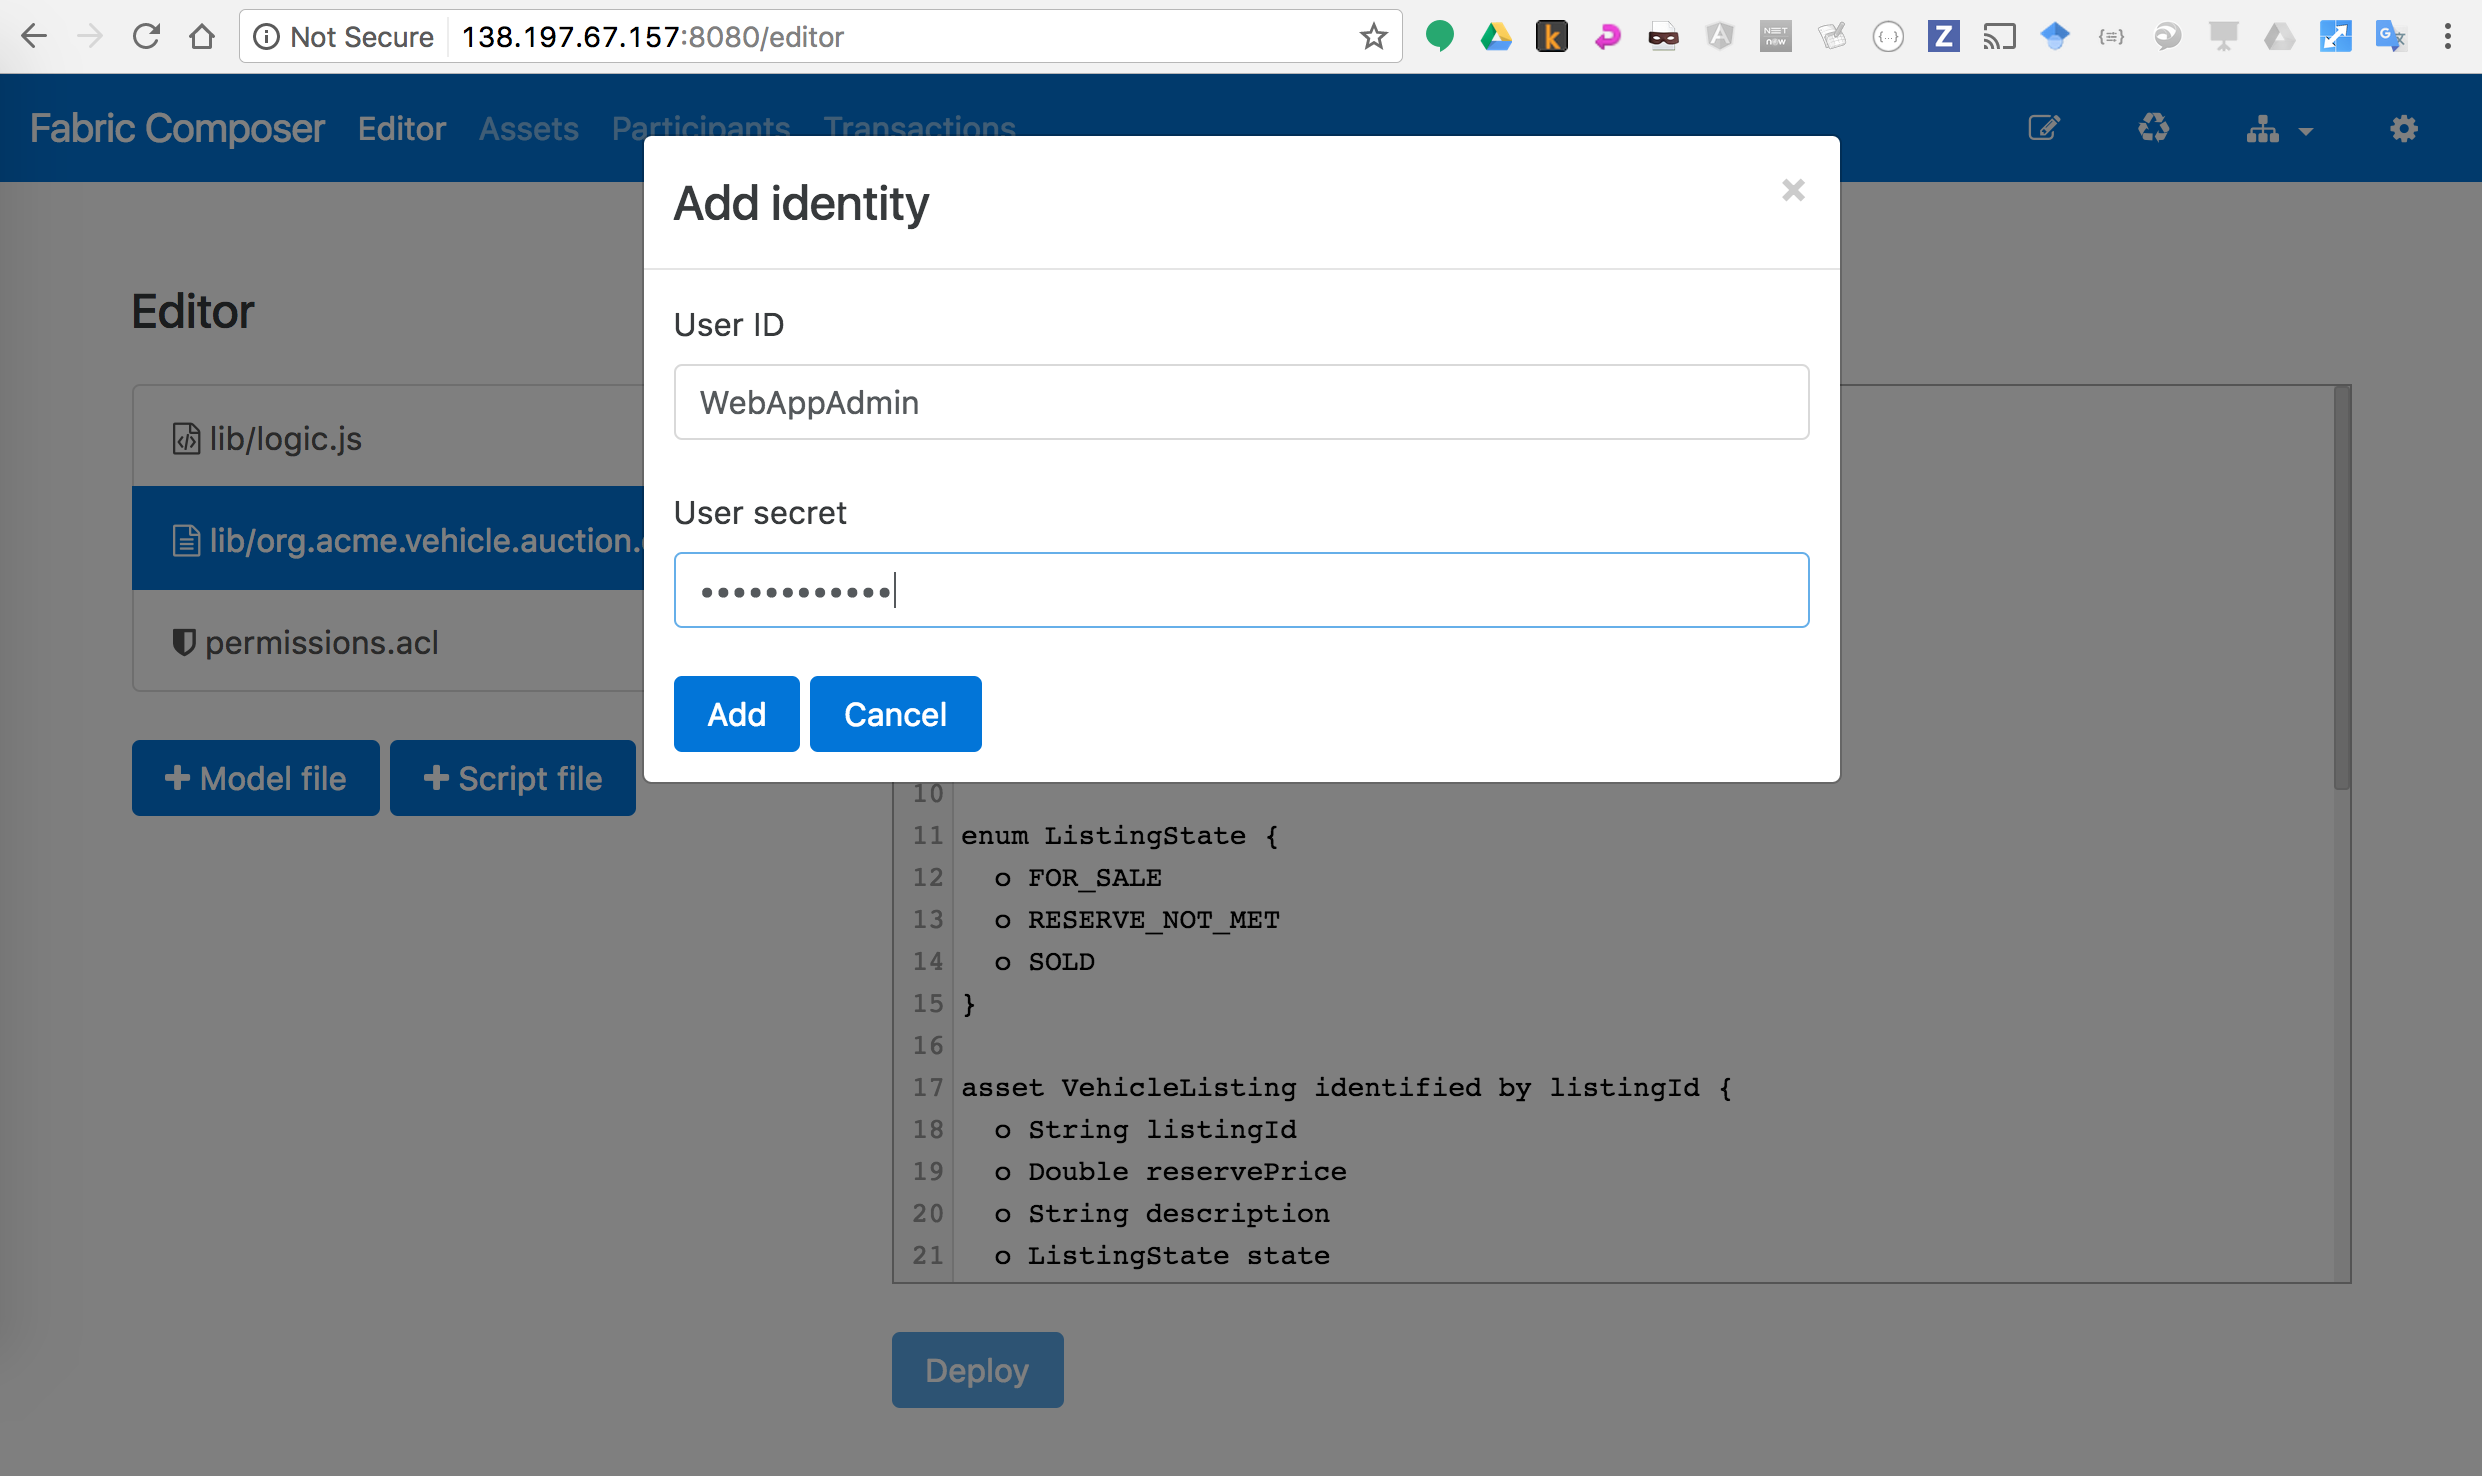 Not Secure 138.197.67.157:8080/editor
Fabric Composer Editor Assets Participants Transactions
Add identity
×
User ID
WebAppAdmin
User secret
••••••••••••
Add Cancel
Editor
lib/logic.js
lib/org.acme.vehicle.auction.
permissions.acl
Model file Script file
10
11 enum ListingState {
12 o FOR_SALE
13 o RESERVE_NOT_MET
14 o SOLD
15 }
16
17 asset VehicleListing identified by listingId {
18 o String listingId
19 o Double reservePrice
20 o String description
21 o ListingState state
Deploy